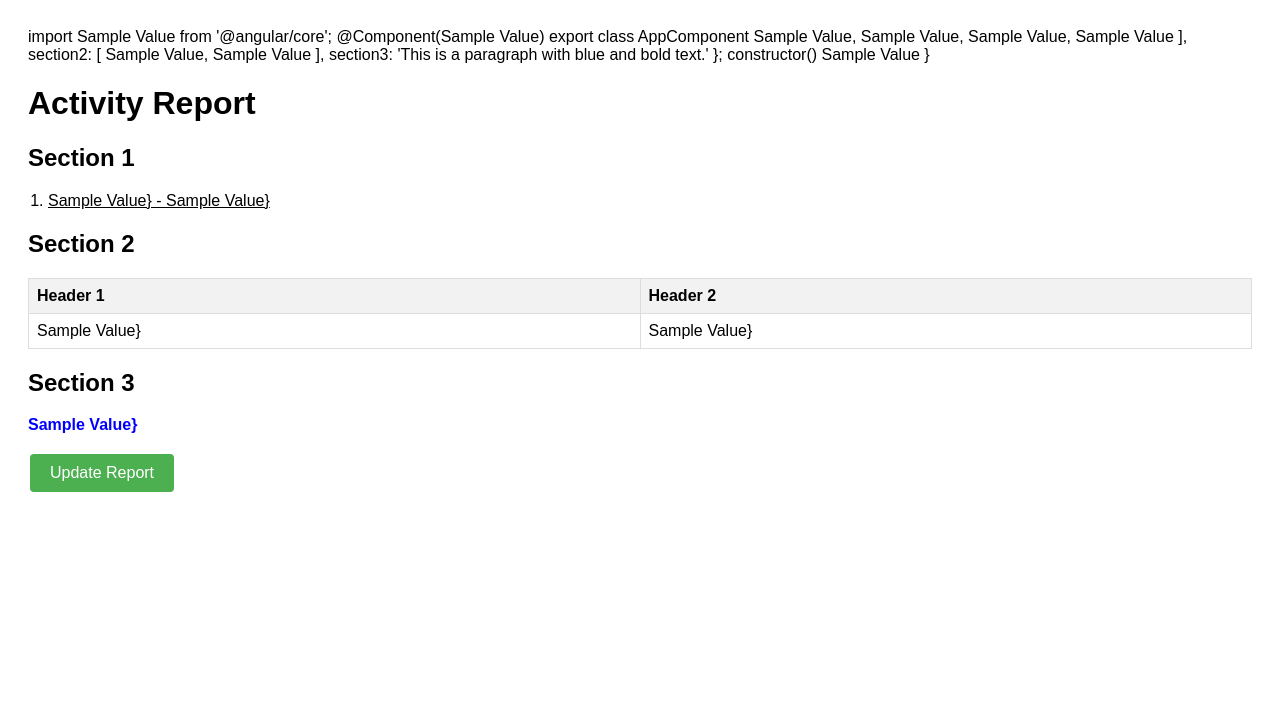 import Sample Value from '@angular/core'; @Component(Sample Value) export class AppComponent Sample Value, Sample Value, Sample Value, Sample Value ],
section2: [ Sample Value, Sample Value ], section3: 'This is a paragraph with blue and bold text.' }; constructor() Sample Value }
Activity Report
Section 1
1. Sample Value} - Sample Value}
Section 2
Header 1 Header 2
Sample Value} Sample Value}
Section 3
Sample Value}
Update Report